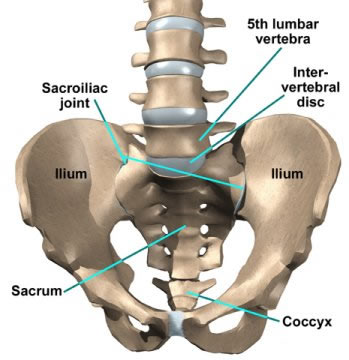 5th lumbar
vertebra
Sacroiliac
joint
Inter-
vertebral
disc
Ilium
Ilium
Sacrum
Coccyx